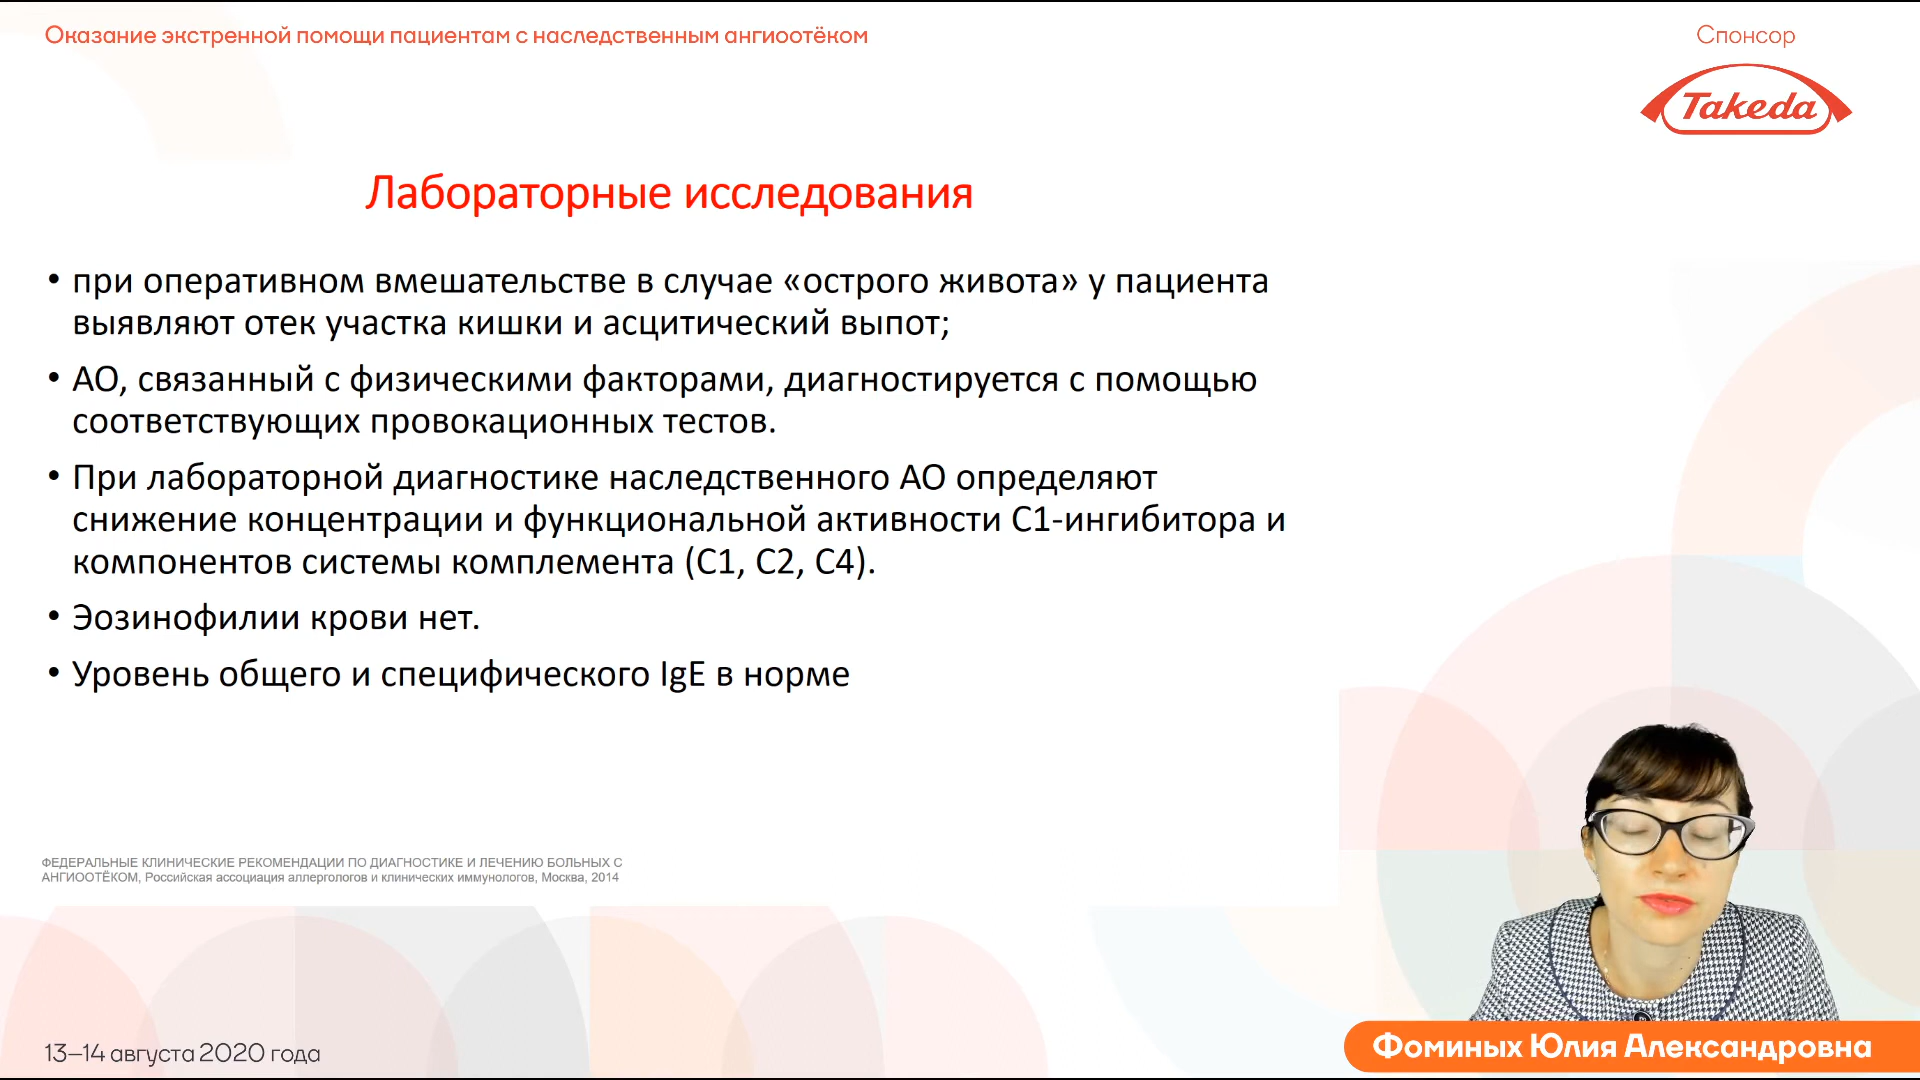 Оказание экстренной помощи пациентам с наследственным ангиоотёком
Спонсор
Takeda
Лабораторные исследования
• при оперативном вмешательстве в случае «острого живота» у пациента
выявляют отек участка кишки и асцитический выпот;
• АО, связанный с физическими факторами, диагностируется с помощью
соответствующих провокационных тестов.
• При лабораторной диагностике наследственного АО определяют
снижение концентрации и функциональной активности С1-ингибитора и
компонентов системы комплемента (С1, С2, С4).
• Эозинофилии крови нет.
• Уровень общего и специфического IgE в норме
ФЕДЕРАЛЬНЫЕ КЛИНИЧЕСКИЕ РЕКОМЕНДАЦИИ ПО ДИАГНОСТИКЕ И ЛЕЧЕНИЮ БОЛЬНЫХ С
АНГИООТЁКОМ, Российская ассоциация аллергологов и клинических иммунологов, Москва, 2014
13–14 августа 2020 года
Фоминых Юлия Александровна